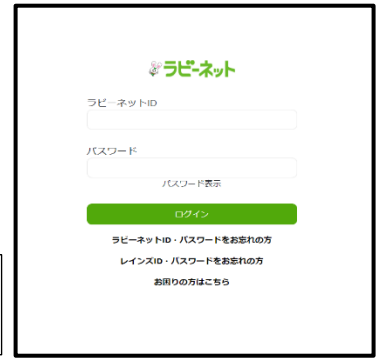 ラビーネット
ラビーネットID
パスワード
パスワード表示
ログイン
ラビーネットID・パスワードをお忘れの方
レインズID・パスワードをお忘れの方
お困りの方はこちら